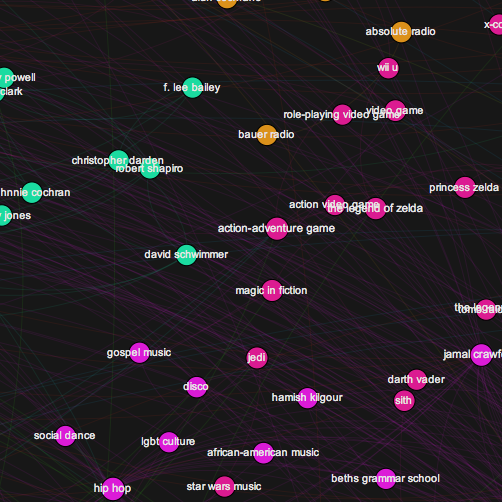 absolute radio
wii u
powell
clark
f. lee bailey
role-playing video game
video game
bauer radio
christopher darden
robert shapiro
princess zelda
hnnie cochran
action video game
the legend of zelda
jones
action-adventure game
david schwimmer
magic in fiction
gospel music
jedi
jamal crawf
darth vader
disco
sith
hamish kilgour
social dance
lgbt culture
african-american music
beths grammar school
hip hop
star wars music